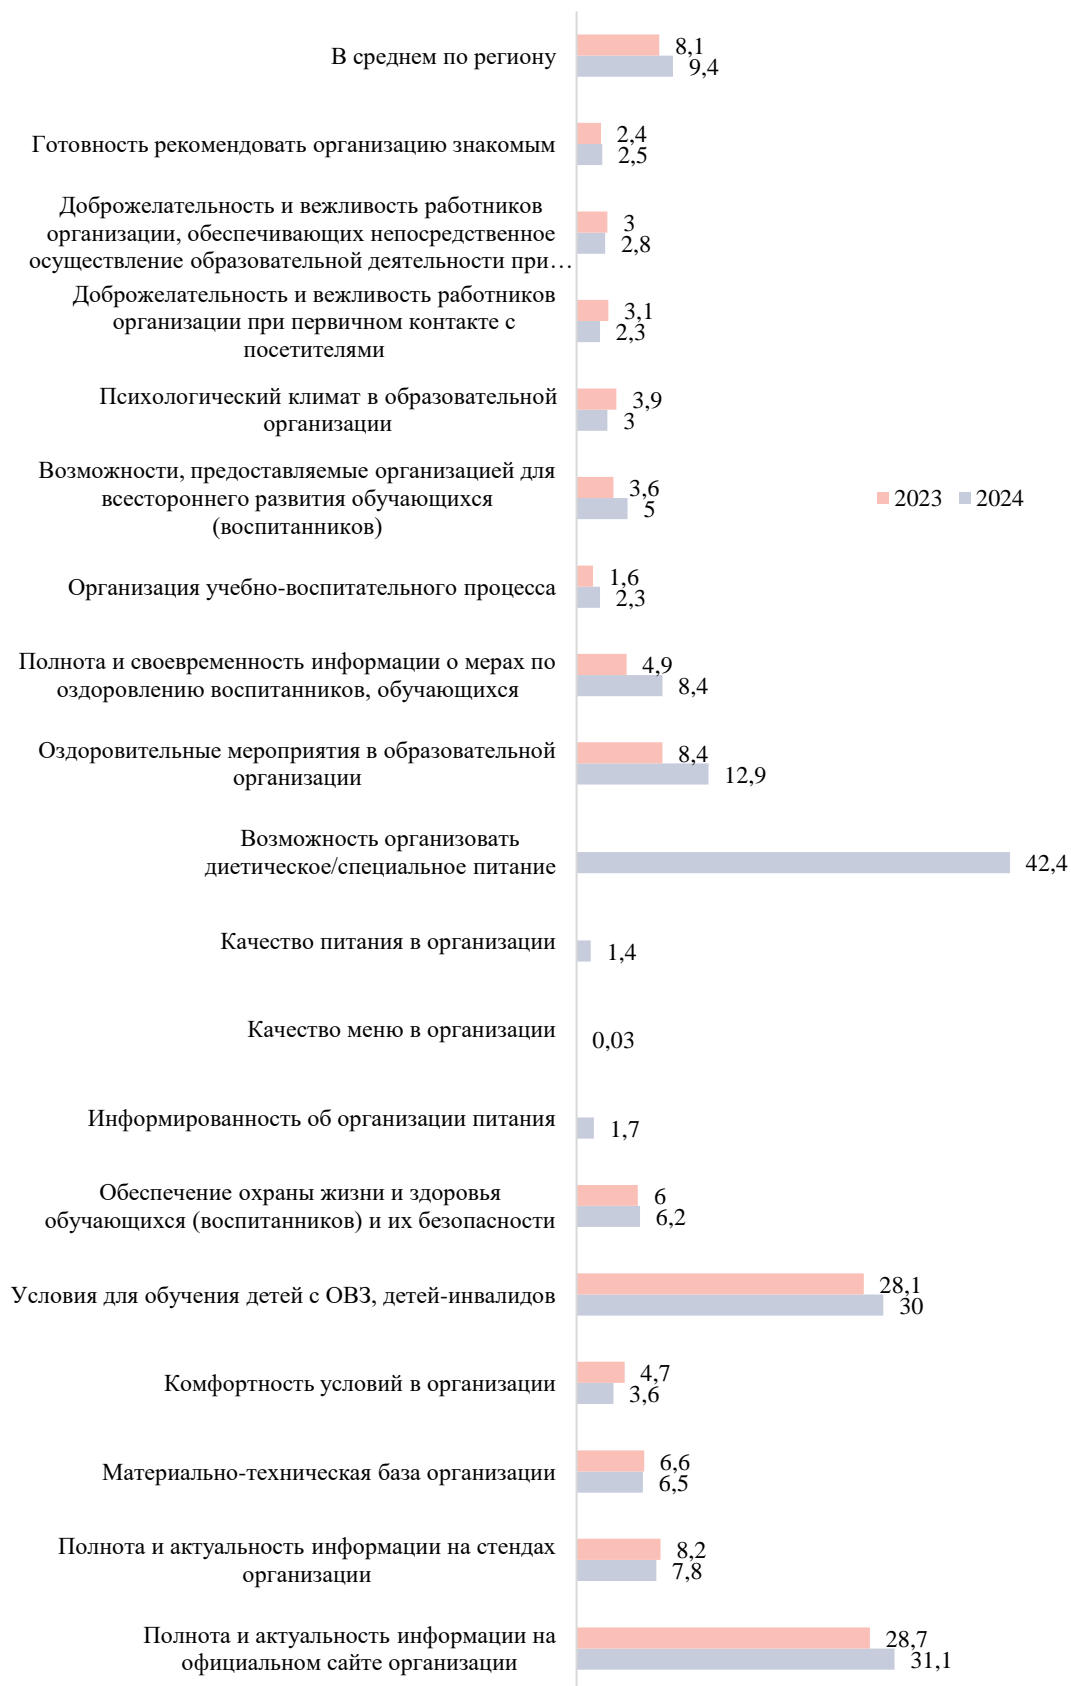 В среднем по региону
8,1
9,4
Готовность рекомендовать организацию знакомым
2,4
2,5
Доброжелательность и вежливость работников
организации, обеспечивающих непосредственное
осуществление образовательной деятельности при…
3
2,8
Доброжелательность и вежливость работников
организации при первичном контакте с
посетителями
3,1
2,3
Психологический климат в образовательной
организации
3,9
3
Возможности, предоставляемые организацией для
всестороннего развития обучающихся
(воспитанников)
3,6
5
2023 2024
Организация учебно-воспитательного процесса
1,6
2,3
Полнота и своевременность информации о мерах по
оздоровлению воспитанников, обучающихся
4,9
8,4
Оздоровительные мероприятия в образовательной
организации
8,4
12,9
Возможность организовать
диетическое/специальное питание
42,4
Качество питания в организации
1,4
Качество меню в организации
0,03
Информированность об организации питания
1,7
Обеспечение охраны жизни и здоровья
обучающихся (воспитанников) и их безопасности
6
6,2
Условия для обучения детей с ОВЗ, детей-инвалидов
28,1
30
Комфортность условий в организации
4,7
3,6
Материально-техническая база организации
6,6
6,5
Полнота и актуальность информации на стендах
организации
8,2
7,8
Полнота и актуальность информации на
официальном сайте организации
28,7
31,1